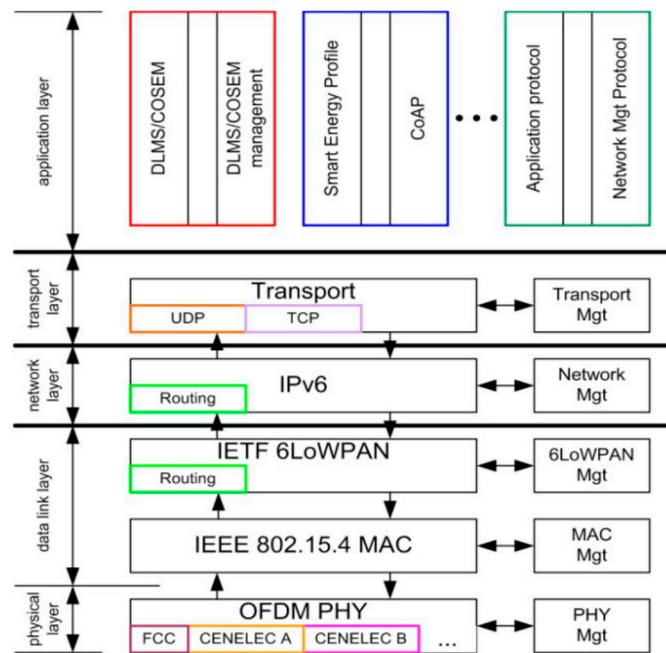 application layer
DLMS/COSEM
DLMS/COSEM
management
Smart Energy Profile
CoAP
• • •
Application protocol
Network Mgt Protocol
transport
layer
Transport
UDP
TCP
Transport
Mgt
network
layer
IPv6
Routing
Network
Mgt
data link layer
IETF 6LoWPAN
Routing
6LoWPAN
Mgt
IEEE 802.15.4 MAC
MAC
Mgt
physical
layer
OFDM PHY
FCC
CENELEC A
CENELEC B
...
PHY
Mgt